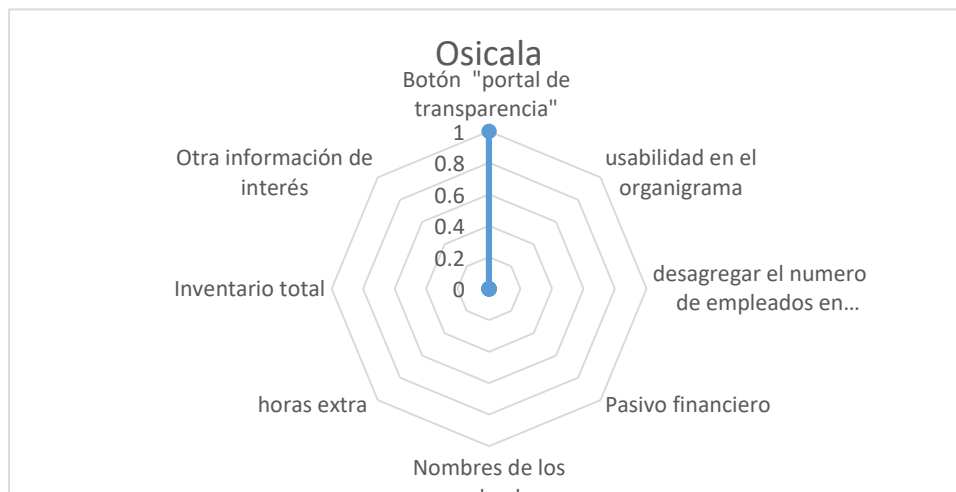 Osicala
Botón "portal de
transparencia"
1
0.8
0.6
0.4
0.2
0
usabilidad en el
organigrama
desagregar el numero
de empleados en…
Pasivo financiero
Nombres de los
horas extra
Inventario total
Otra información de
interés